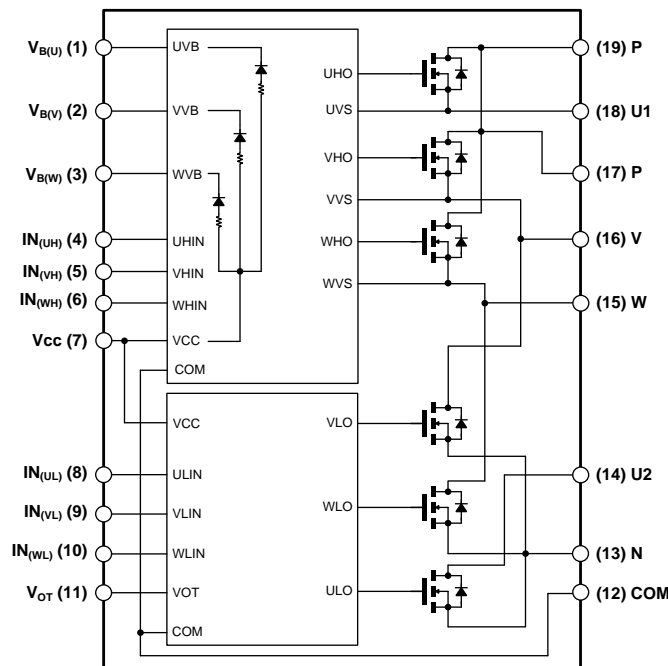 V_B(U) (1)
V_B(V) (2)
V_B(W) (3)
IN_(UH) (4)
IN_(VH) (5)
IN_(WH) (6)
Vcc (7)
IN_(UL) (8)
IN_(VL) (9)
IN_(WL) (10)
V_OT (11)
UVB
VVB
WVB
UHIN
VHIN
WHIN
VCC
COM
UHO
UVS
VHO
VVS
WHO
WVS
VCC
ULIN
VLIN
WLIN
VOT
COM
VLO
WLO
ULO
(19) P
(18) U1
(17) P
(16) V
(15) W
(14) U2
(13) N
(12) COM